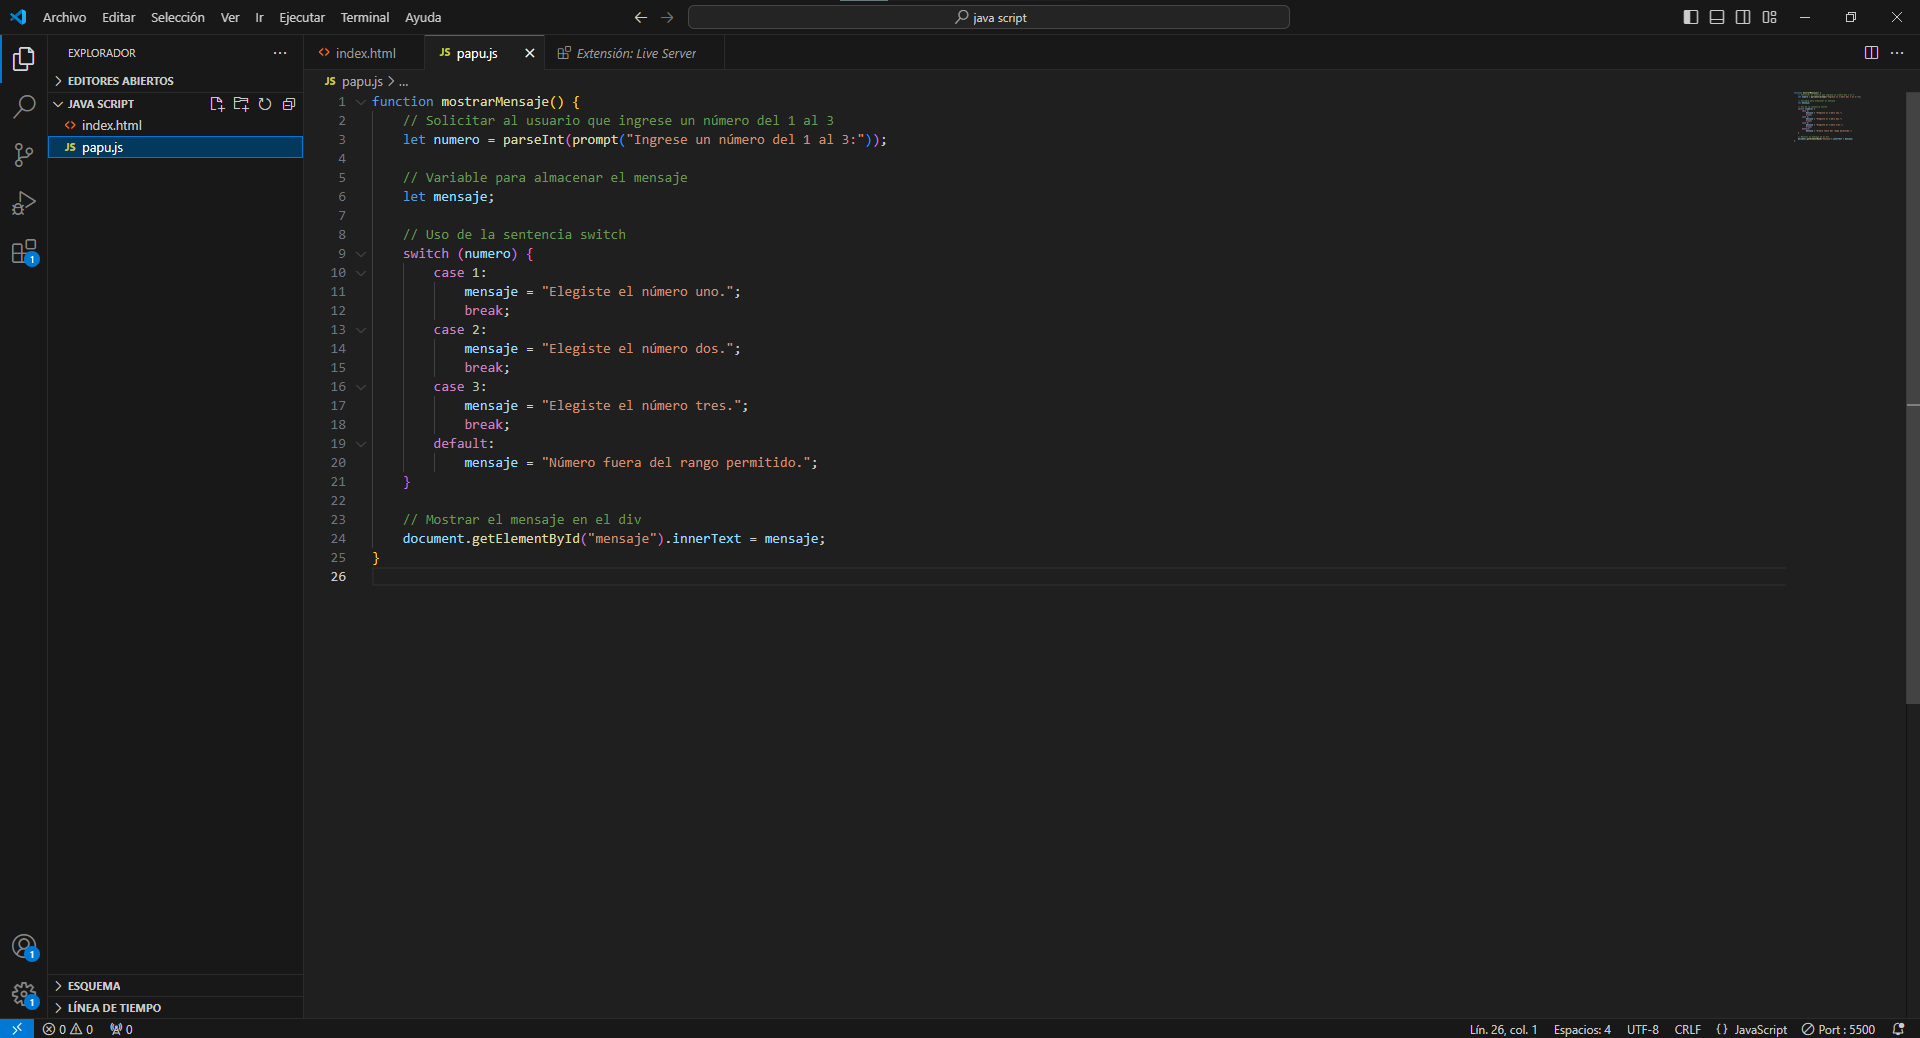 Archivo Editar Selección Ver Ir Ejecutar Terminal Ayuda
java script
EXPLORADOR
EDITORES ABIERTOS
JAVA SCRIPT
index.html
JS papu.js
index.html
JS papu.js
Extensión: Live Server
JS papu.js > ...
1 function mostrarMensaje() {
2 // Solicitar al usuario que ingrese un número del 1 al 3
3 let numero = parseInt(prompt("Ingrese un número del 1 al 3:"));
4
5 // Variable para almacenar el mensaje
6 let mensaje;
7
8 // Uso de la sentencia switch
9 switch (numero) {
10 case 1:
11 mensaje = "Elegiste el número uno.";
12 break;
13 case 2:
14 mensaje = "Elegiste el número dos.";
15 break;
16 case 3:
17 mensaje = "Elegiste el número tres.";
18 break;
19 default:
20 mensaje = "Número fuera del rango permitido.";
21 }
22
23 // Mostrar el mensaje en el div
24 document.getElementById("mensaje").innerText = mensaje;
25 }
26
1
1
1
ESQUEMA
LÍNEA DE TIEMPO
0 0 0
Lín. 26, col. 1 Espacios: 4 UTF-8 CRLF {} JavaScript Port : 5500